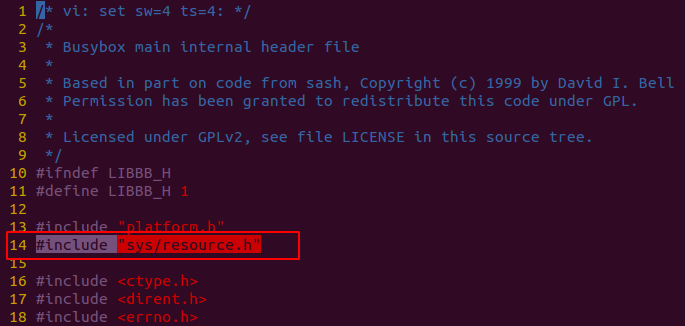 1 /* vi: set sw=4 ts=4: */
2 /*
3  * Busybox main internal header file
4  *
5  * Based in part on code from sash, Copyright (c) 1999 by David I. Bell
6  * Permission has been granted to redistribute this code under GPL.
7  *
8  * Licensed under GPLv2, see file LICENSE in this source tree.
9  */
10 #ifndef LIBBB_H
11 #define LIBBB_H 1
12
13 #include "platform.h"
14 #include "sys/resource.h"
15
16 #include <ctype.h>
17 #include <dirent.h>
18 #include <errno.h>